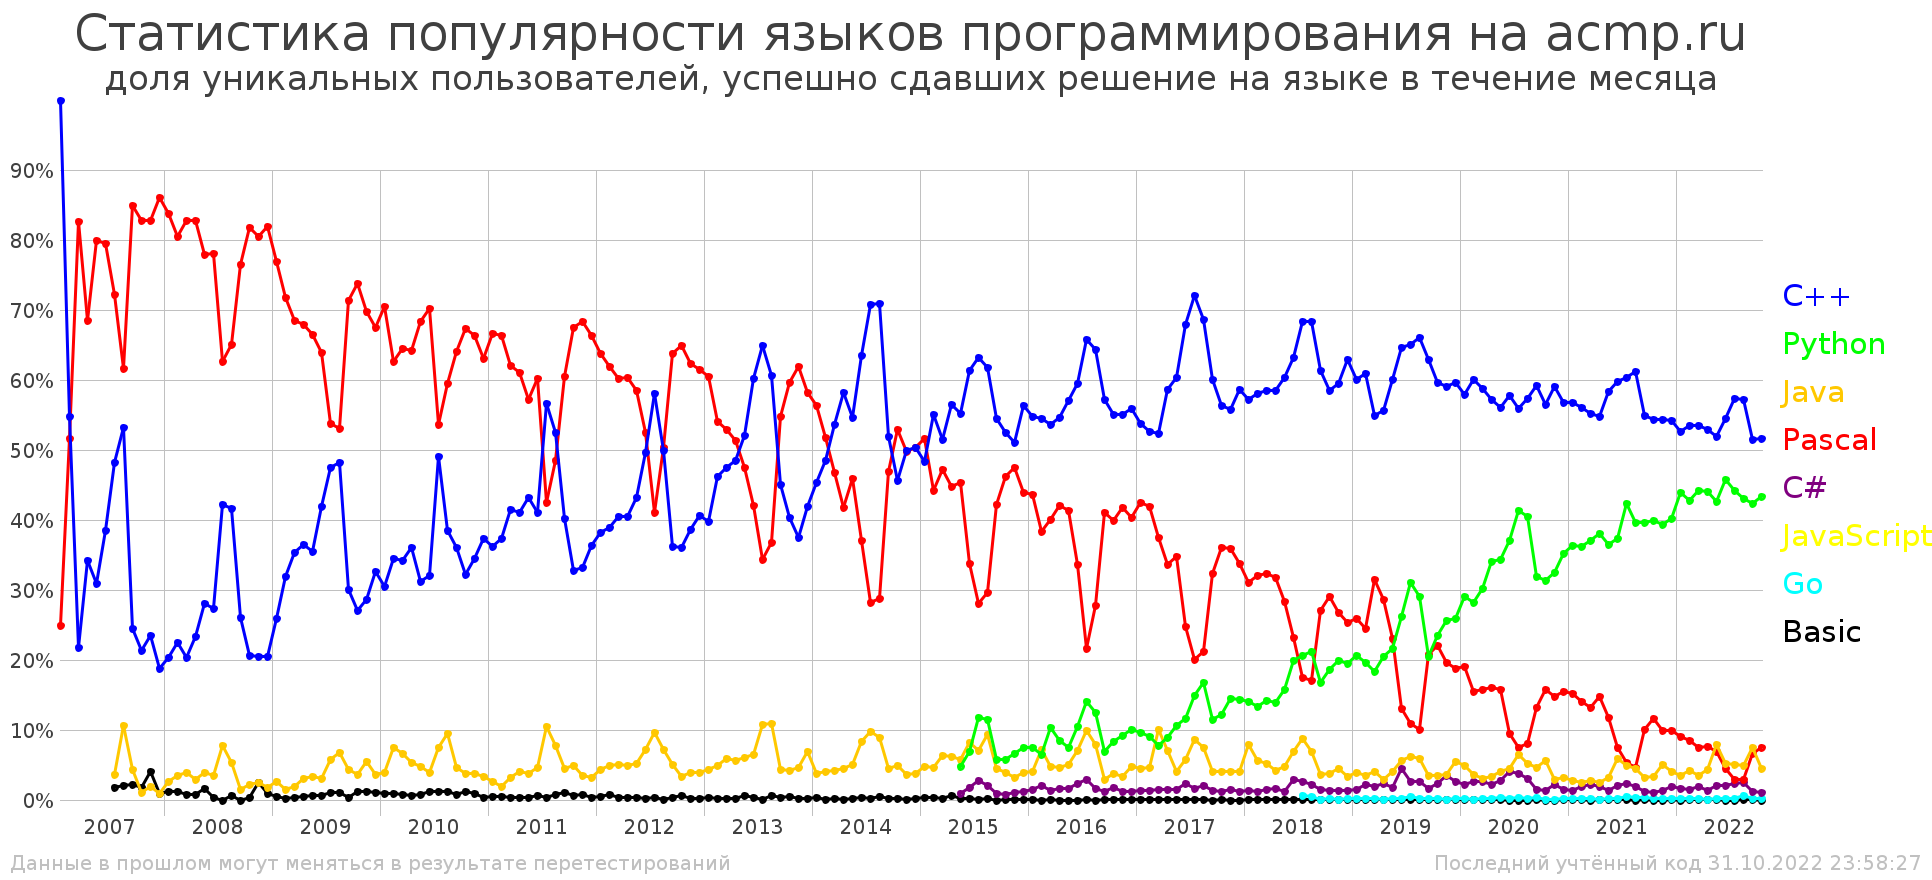 Статистика популярности языков программирования на acmp.ru
доля уникальных пользователей, успешно сдавших решение на языке в течение месяца
90%
80%
70%
60%
50%
40%
30%
20%
10%
0%
2007 2008 2009 2010 2011 2012 2013 2014 2015 2016 2017 2018 2019 2020 2021 2022
C++
Python
Java
Pascal
C#
JavaScript
Go
Basic
Данные в прошлом могут меняться в результате перетестирований
Последний учтённый код 31.10.2022 23:58:27